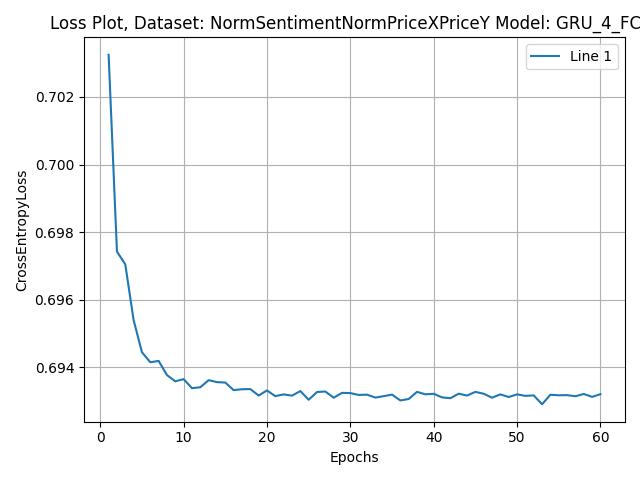 Loss Plot, Dataset: NormSentimentNormPriceXPriceY Model: GRU_4_FC
Line 1
0.702
0.700
0.698
0.696
0.694
CrossEntropyLoss
0 10 20 30 40 50 60
Epochs